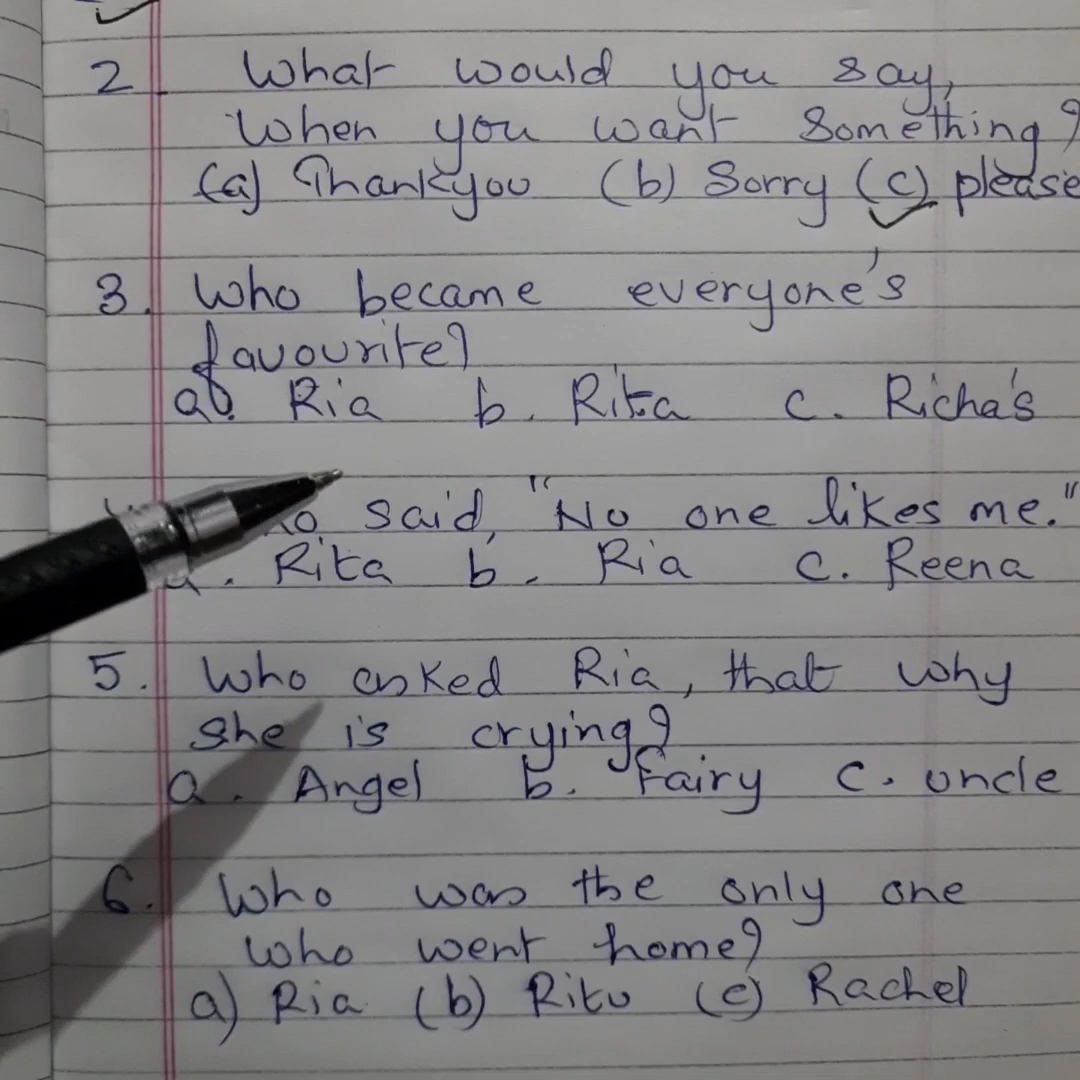 2 What would you say,
When you want something?
(a) Thankyou (b) Sorry (c) please
3. Who became everyone's
favourite?
a. Ria b. Rita c. Richa's
said, "No one likes me."
a. Rita b. Ria c. Reena
5. Who asked Ria, that why
she is crying?
a. Angel b. Fairy c. uncle
6. Who was the only one
who went home?
a) Ria (b) Ritu (c) Rachel